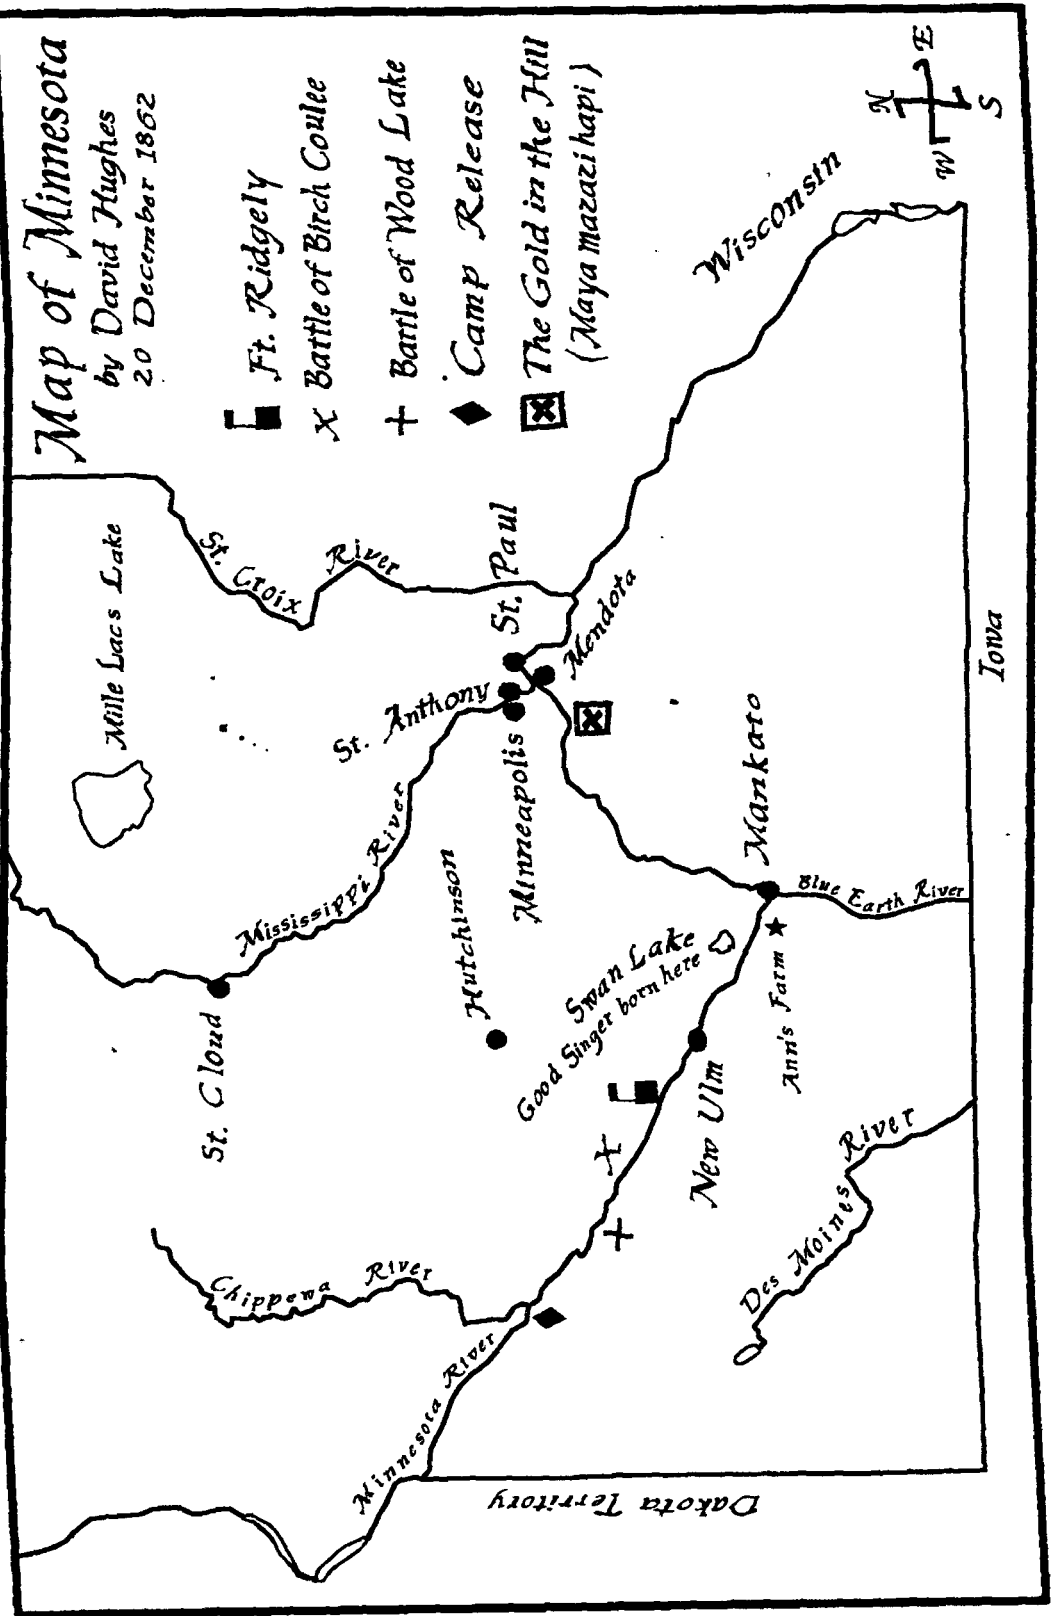 Map of Minnesota
by David Hughes
20 December 1862
Ft. Ridgely
X Battle of Birch Coulee
+ Battle of Wood Lake
Camp Release
The Gold in the Hill
(Maya mazazi hapi)
N
E
W
S
Mille Lacs Lake
St. Croix River
Wisconsin
St. Paul
St. Anthony
Mendota
Minneapolis
Mississippi River
Hutchinson
St. Cloud
Mankato
Blue Earth River
Swan Lake
Good Singer born here
Ann's Farm
New Ulm
X
+
Chippewa River
Minnesota River
Des Moines River
Iowa
Dakota Territory